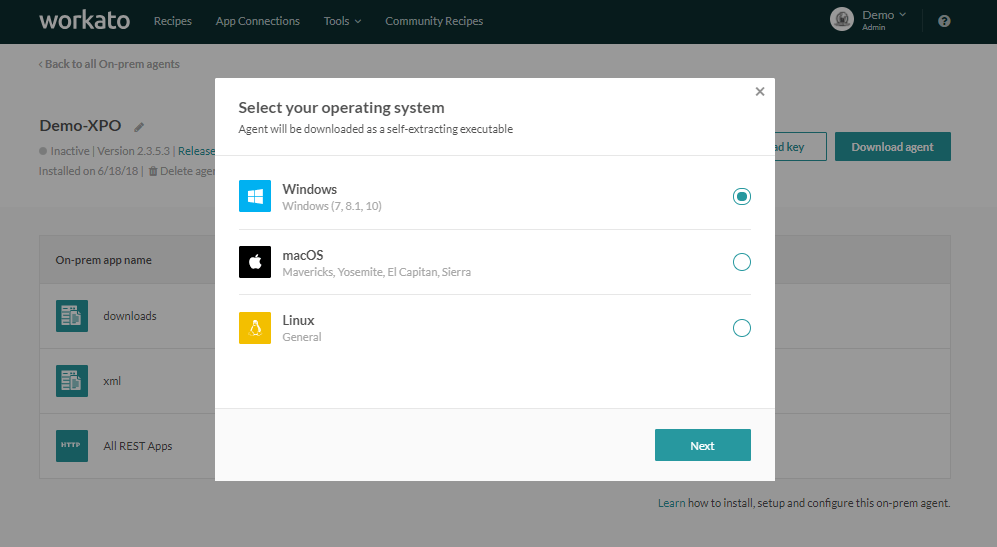 workato Recipes App Connections Tools Community Recipes Demo
Admin
Back to all On-prem agents
Select your operating system
Agent will be downloaded as a self-extracting executable
Demo-XPO
Inactive | Version 2.3.5.3 | Release
key Download agent
Installed on 6/18/18 | Delete
Windows
Windows (7, 8.1, 10)
macOS
Mavericks, Yosemite, El Capitan, Sierra
On-prem app name
downloads
Linux
General
xml
HTTP All REST Apps
Next
Learn how to install, setup and configure this on-prem agent.